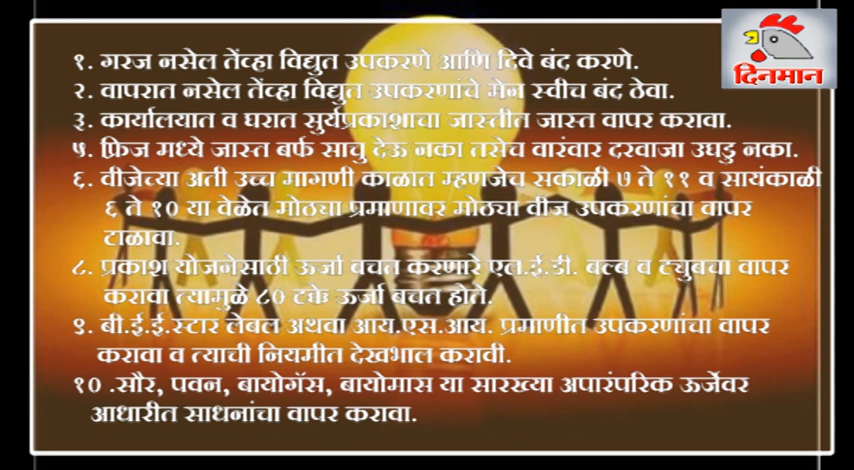 दिनमान
१. गरज नसेल तेंव्हा विद्युत उपकरणे आणि दिवे बंद करणे.
२. वापरात नसेल तेंव्हा विद्युत उपकरणांचे मेन स्वीच बंद ठेवा.
३. कार्यालयात व घरात सुर्यप्रकाशाचा जास्तीत जास्त वापर करावा.
५. फ्रिज मध्ये जास्त बर्फ साचु देऊ नका तसेच वारंवार दरवाजा उघडु नका.
६. वीजेच्या अती उच्च मागणी काळात म्हणजेच सकाळी ७ ते ११ व सायंकाळी
६ ते १० या वेळेत मोठ्या प्रमाणावर मोठ्या वीज उपकरणांचा वापर
टाळावा.
८. प्रकाश योजनेसाठी ऊर्जा बचत करणारे एल.ई.डी. बल्ब व ट्युबचा वापर
करावा त्यामुळे ८० टक्के ऊर्जा बचत होते.
९. बी.ई.ई.स्टार लेबल अथवा आय.एस.आय. प्रमाणीत उपकरणांचा वापर
करावा व त्याची नियमीत देखभाल करावी.
१० .सौर, पवन, बायोगॅस, बायोमास या सारख्या अपारंपरिक ऊर्जेवर
आधारीत साधनांचा वापर करावा.